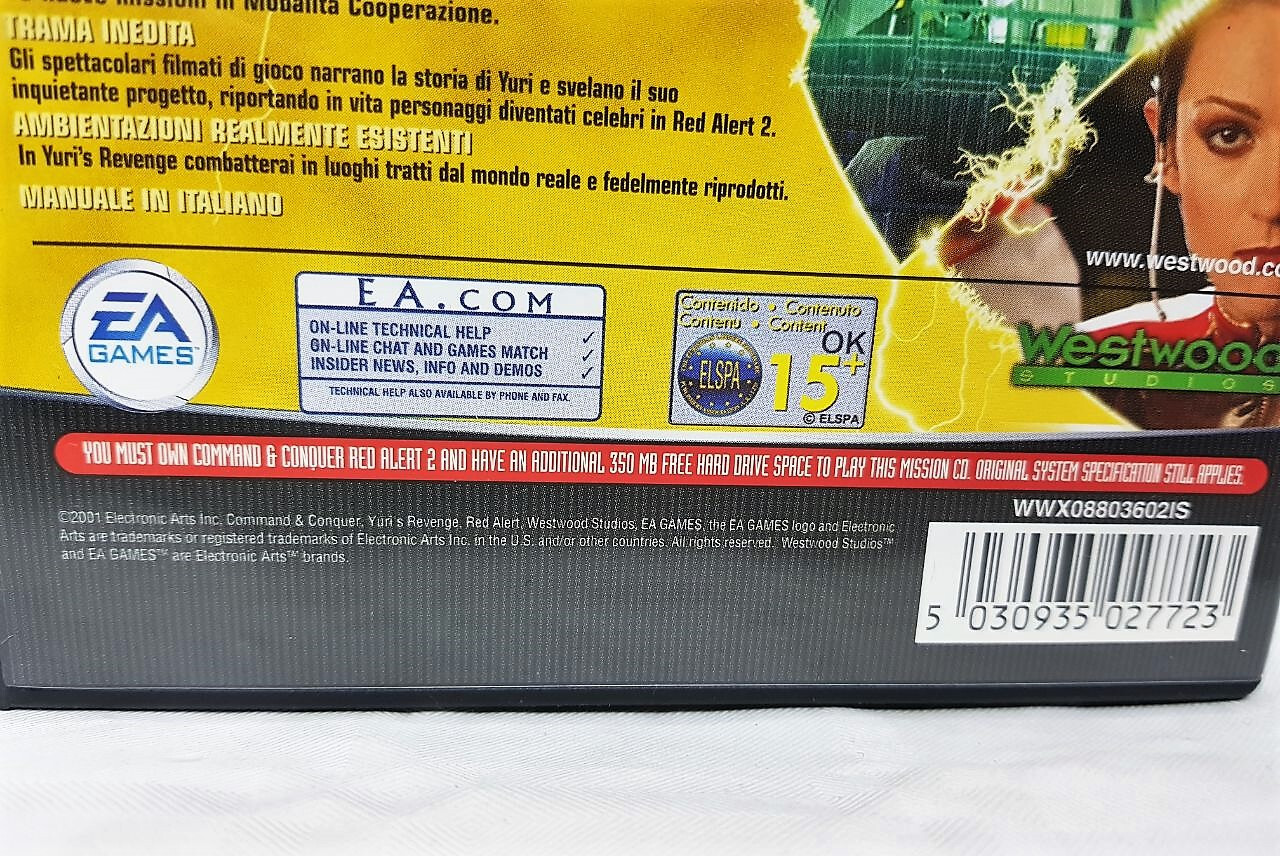 in Modalità Cooperazione.
TRAMA INEDITA
Gli spettacolari filmati di gioco narrano la storia di Yuri e svelano il suo
inquietante progetto, riportando in vita personaggi diventati celebri in Red Alert 2.
AMBIENTAZIONI REALMENTE ESISTENTI
In Yuri's Revenge combatterai in luoghi tratti dal mondo reale e fedelmente riprodotti.
MANUALE IN ITALIANO
www.westwood.co
Westwood
STUDIOS
EA
GAMES™
EA.COM
ON-LINE TECHNICAL HELP ✓
ON-LINE CHAT AND GAMES MATCH ✓
INSIDER NEWS, INFO AND DEMOS ✓
TECHNICAL HELP ALSO AVAILABLE BY PHONE AND FAX.
Contenido • Contenuto
Contenu • Content
OK
ELSPA
15+
© ELSPA
YOU MUST OWN COMMAND & CONQUER RED ALERT 2 AND HAVE AN ADDITIONAL 350 MB FREE HARD DRIVE SPACE TO PLAY THIS MISSION CD. ORIGINAL SYSTEM SPECIFICATION STILL APPLIES.
©2001 Electronic Arts Inc. Command & Conquer, Yuri's Revenge, Red Alert, Westwood Studios, EA GAMES, the EA GAMES logo and Electronic
Arts are trademarks or registered trademarks of Electronic Arts Inc. in the U.S. and/or other countries. All rights reserved. Westwood Studios™
and EA GAMES™ are Electronic Arts™ brands.
WWX08803602IS
5 030935 027723